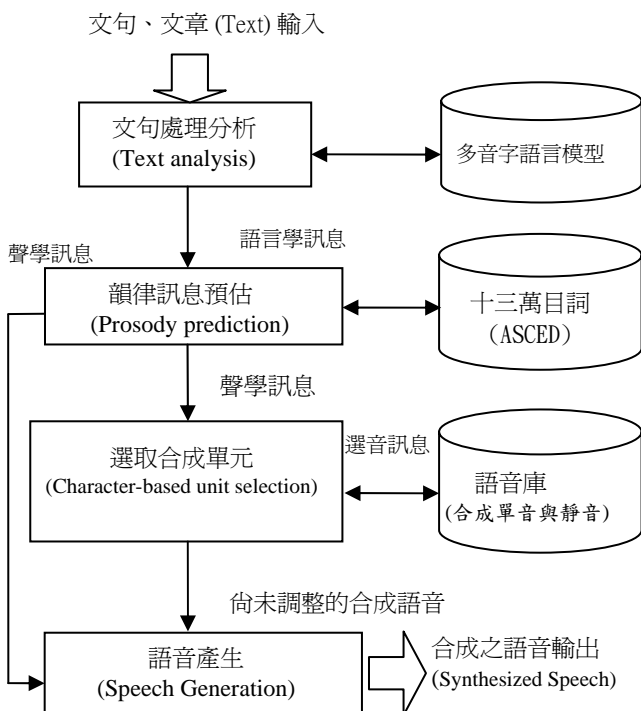 文句、文章 (Text) 輸入
文句處理分析
(Text analysis)
多音字語言模型
語言學訊息
聲學訊息
韻律訊息預估
(Prosody prediction)
十三萬目詞
(ASCED)
聲學訊息
選取合成單元
(Character-based unit selection)
選音訊息
語音庫
(合成單音與靜音)
尚未調整的合成語音
語音產生
(Speech Generation)
合成之語音輸出
(Synthesized Speech)